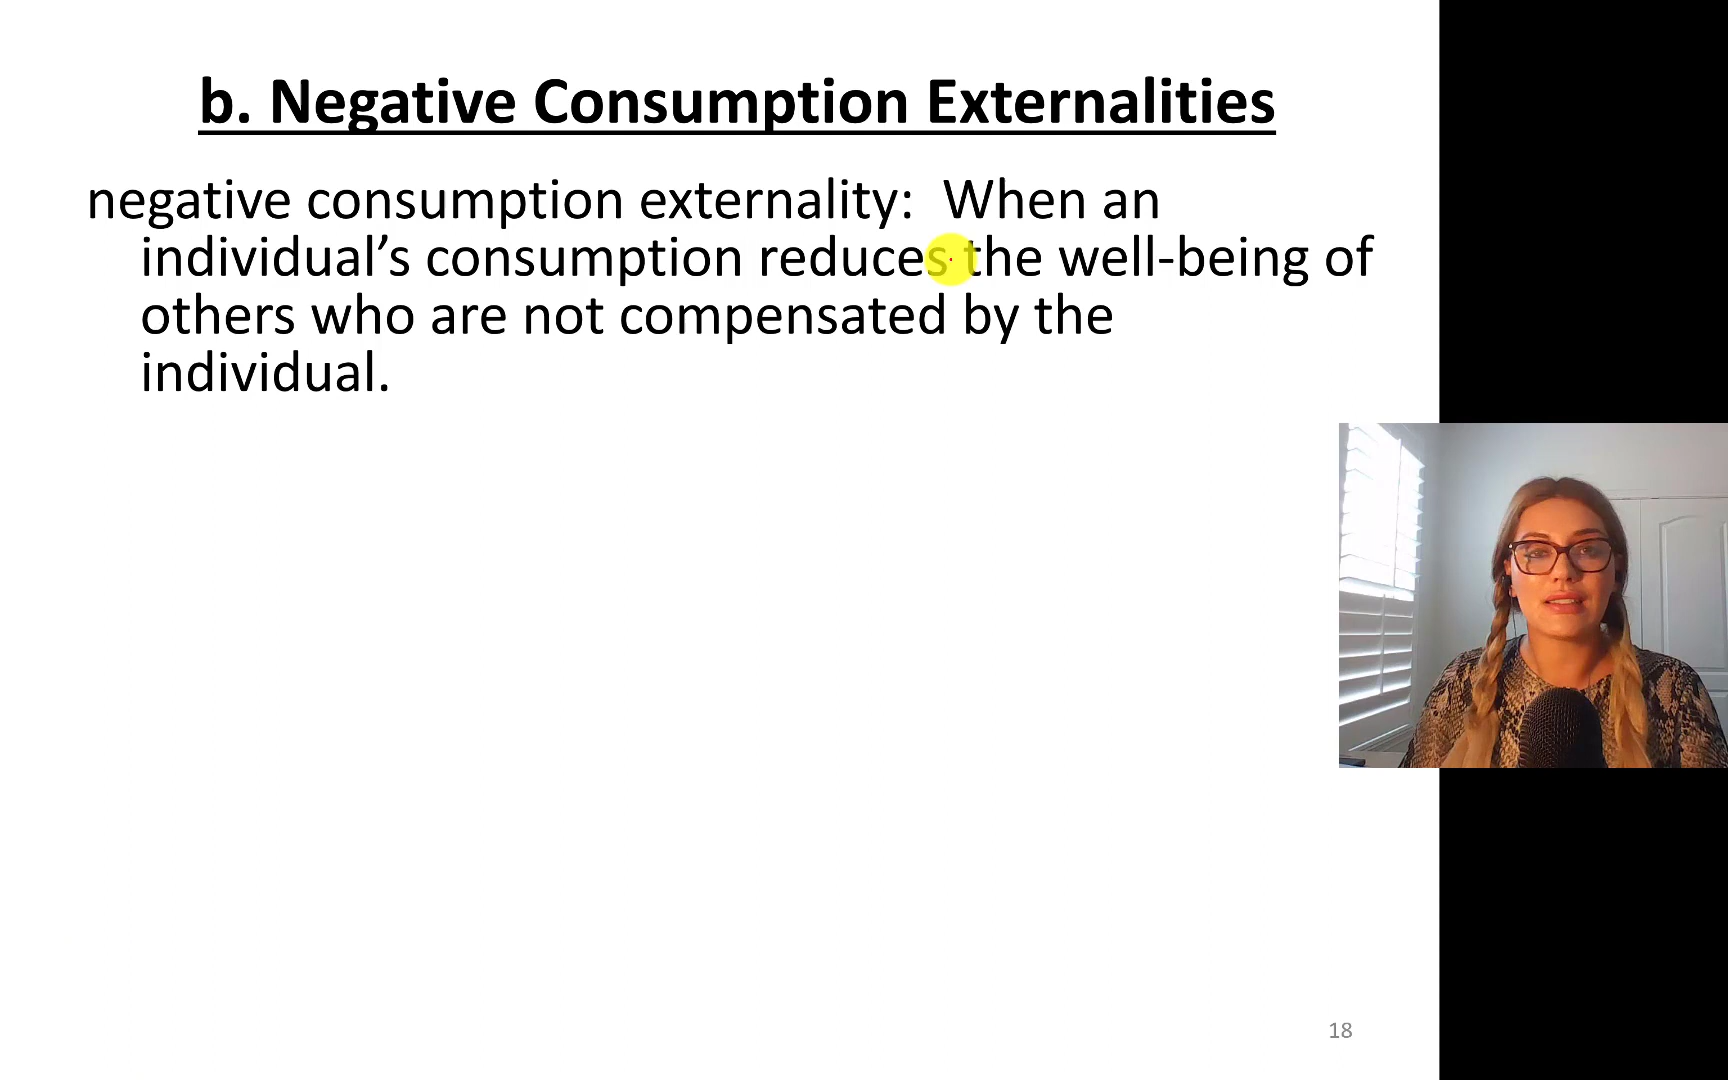 b. Negative Consumption Externalities
negative consumption externality:  When an
individual’s consumption reduces the well-being of
others who are not compensated by the
individual.
18